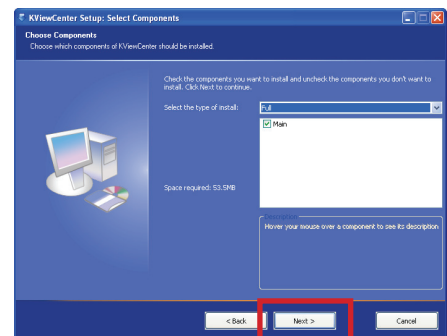 KViewCenter Setup: Select Components
Choose Components
Choose which components of KViewCenter should be installed.
Check the components you want to install and uncheck the components you don't want to
install. Click Next to continue.
Select the type of install:
Full
Main
Space required: 53.5MB
Description
Hover your mouse over a component to see its description
< Back
Next >
Cancel